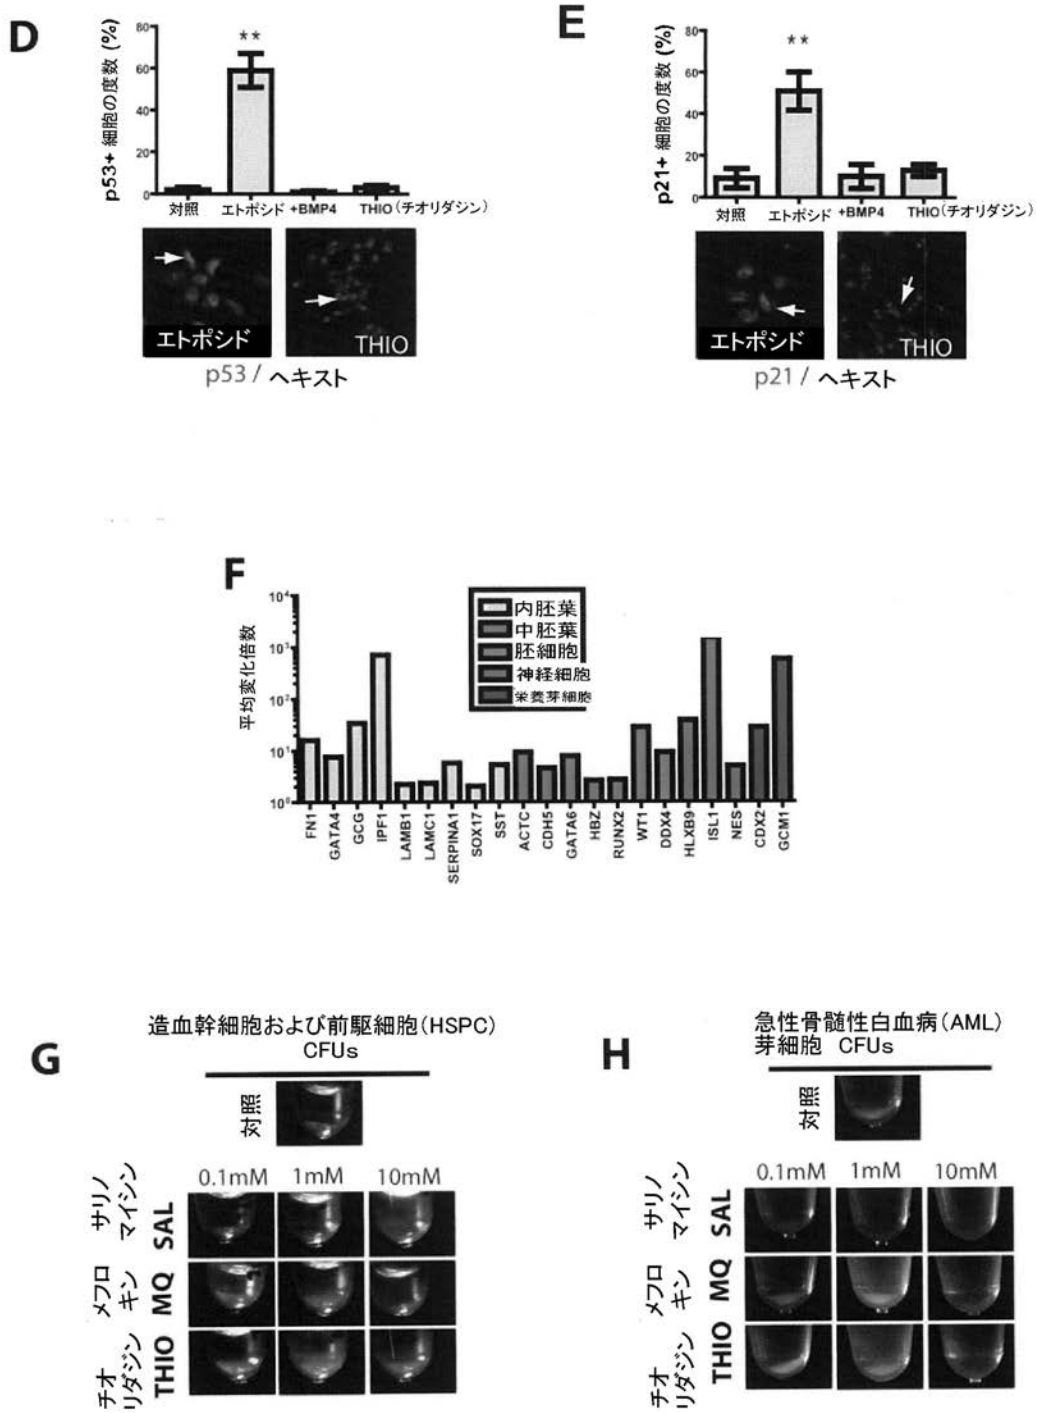 D
p53+ 細胞の度数 (%)
80
60
40
20
0
**
対照 エトポシド +BMP4 THIO(チオリダジン)
エトポシド
THIO
p53 / ヘキスト
E
p21+ 細胞の度数 (%)
80
60
40
20
0
**
対照 エトポシド +BMP4 THIO(チオリダジン)
エトポシド
THIO
p21 / ヘキスト
F
平均変化倍数
10⁴
10³
10²
10¹
10⁰
内胚葉
中胚葉
胚細胞
神経細胞
栄養芽細胞
FN1
GATA4
GCG
IPF1
LAMB1
LAMC1
SERPINA1
SOX17
SST
ACTC
CDH5
GATA6
HBZ
RUNX2
WT1
DDX4
HLXB9
ISL1
NES
CDX2
GCM1
G
造血幹細胞および前駆細胞(HSPC)
CFUs
対照
0.1mM 1mM 10mM
サリノ
マイシン
SAL
メフロ
キン
MQ
チオ
リダジン
THIO
H
急性骨髄性白血病(AML)
芽細胞 CFUs
対照
0.1mM 1mM 10mM
サリノ
マイシン
SAL
メフロ
キン
MQ
チオ
リダジン
THIO